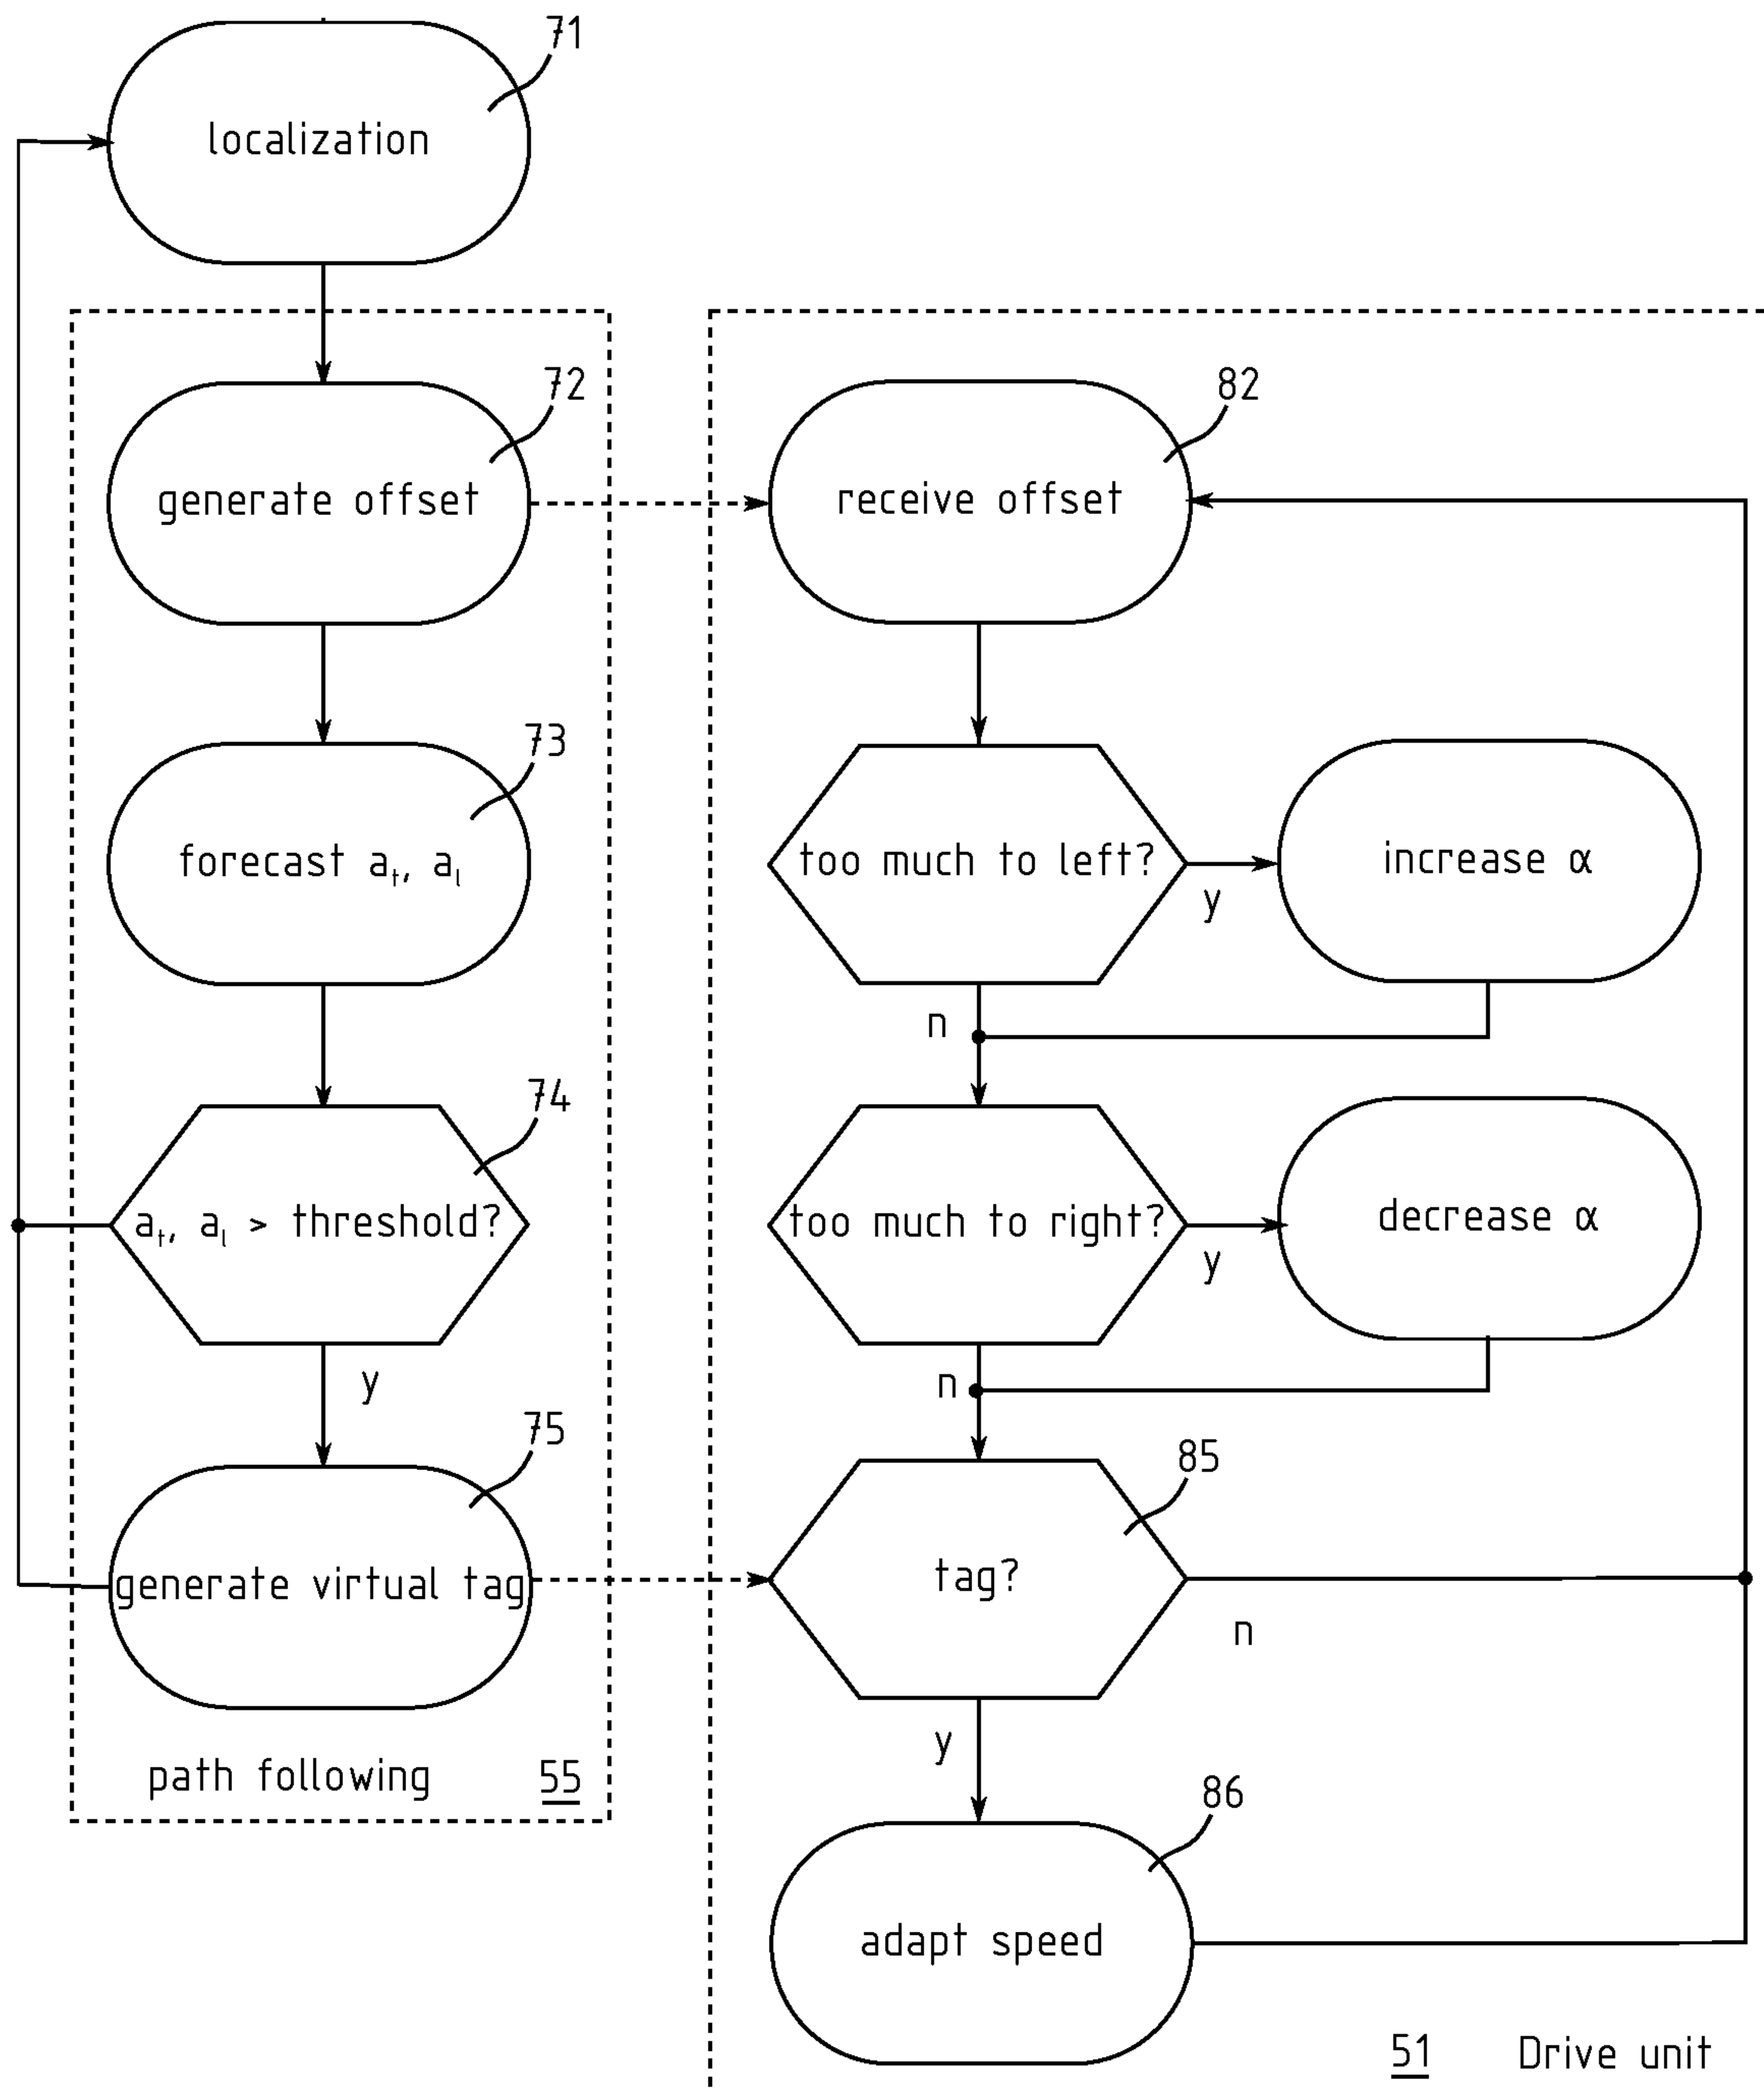 71
localization
72
generate offset
82
receive offset
73
forecast aₜ, aₗ
too much to left?
y
increase α
n
74
aₜ, aₗ > threshold?
y
too much to right?
y
decrease α
n
75
generate virtual tag
85
tag?
n
y
path following 55
86
adapt speed
51 Drive unit